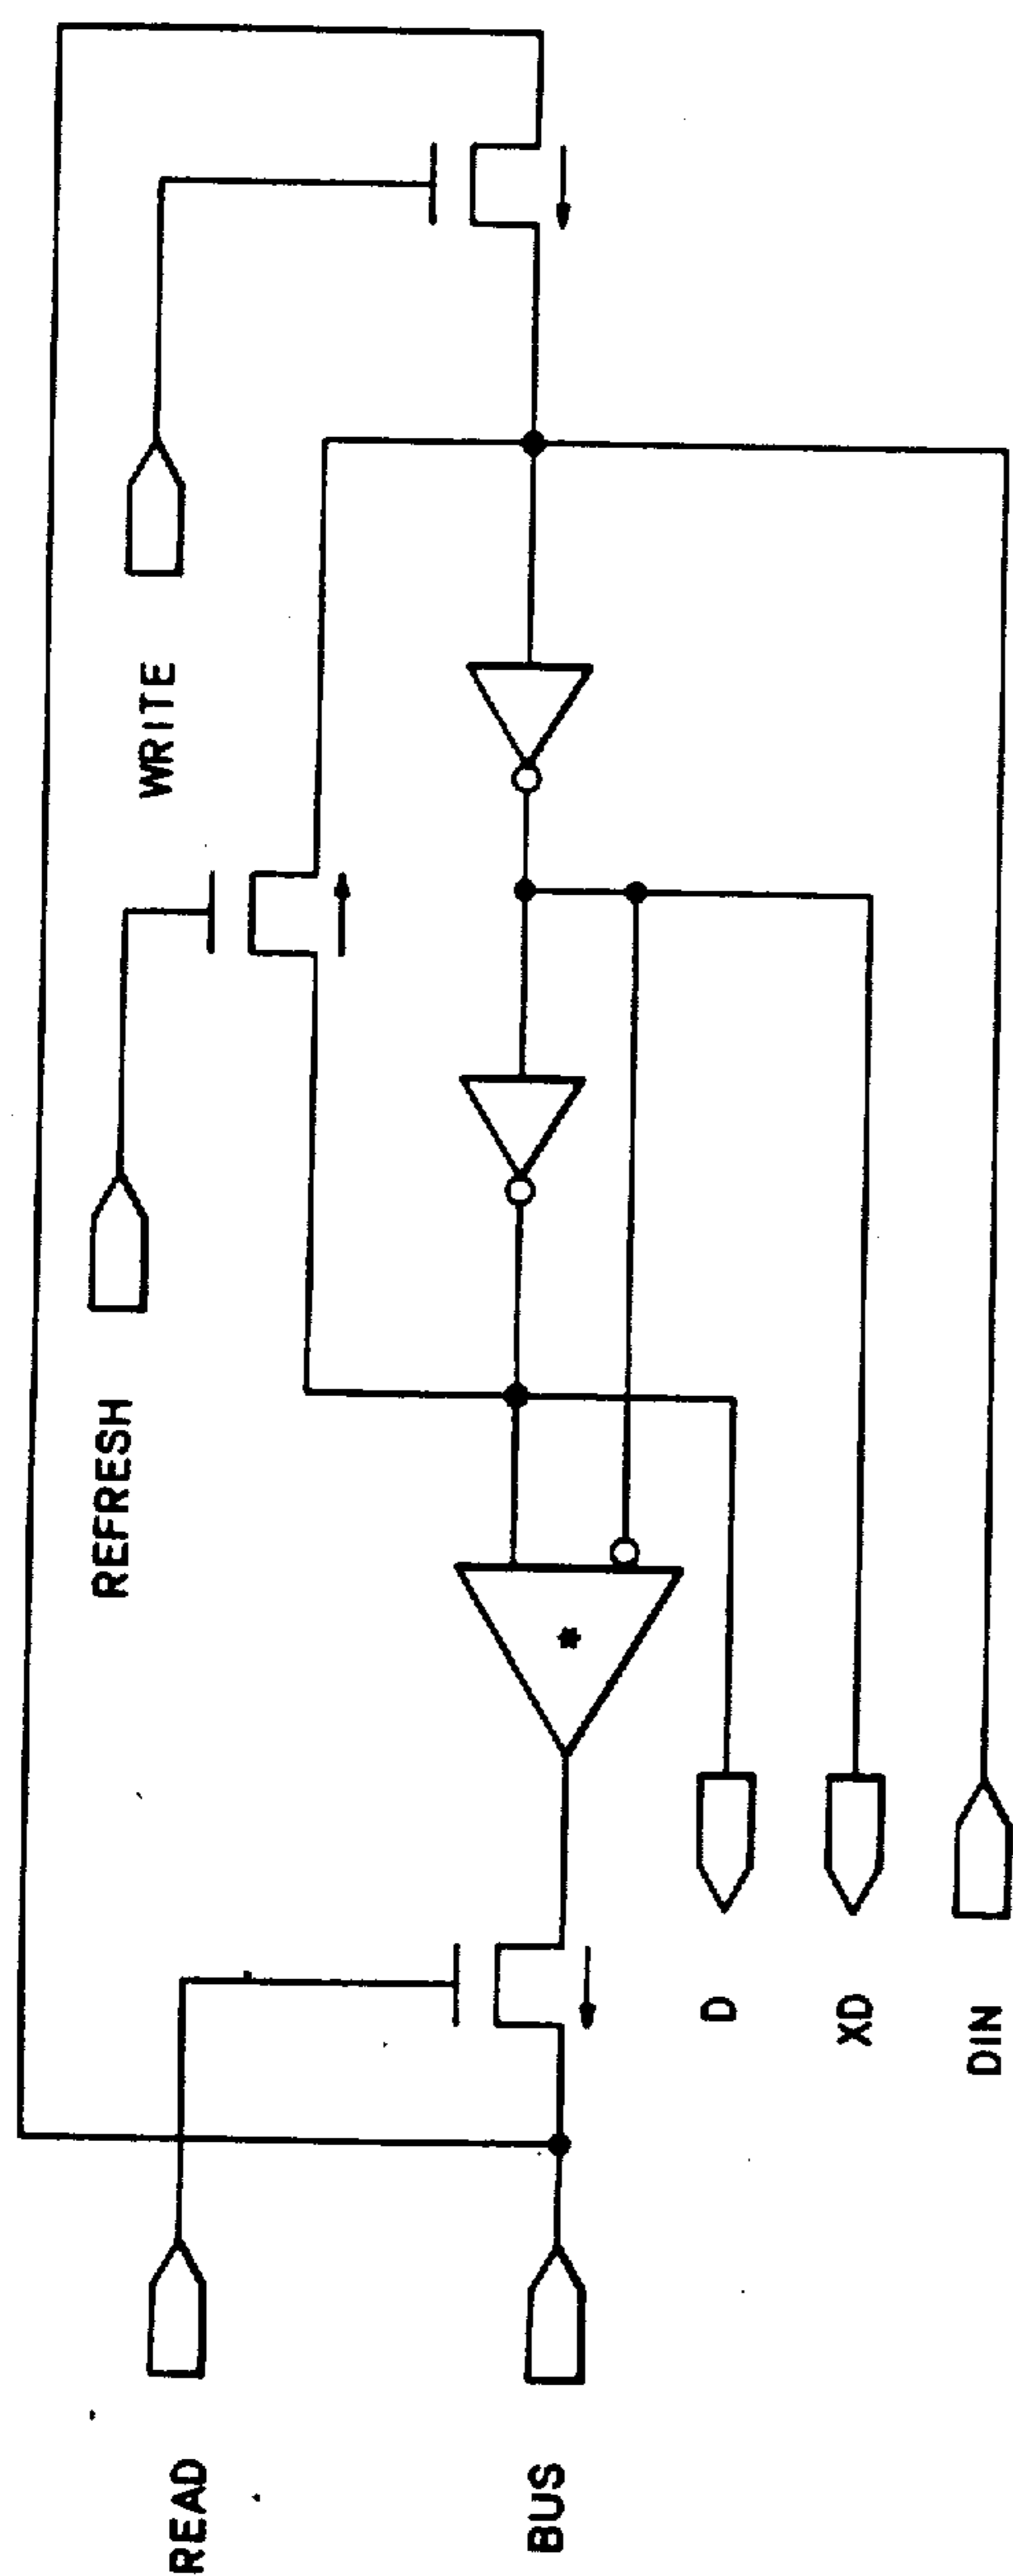 WRITE
REFRESH
READ
BUS
D
XD
DIN
*